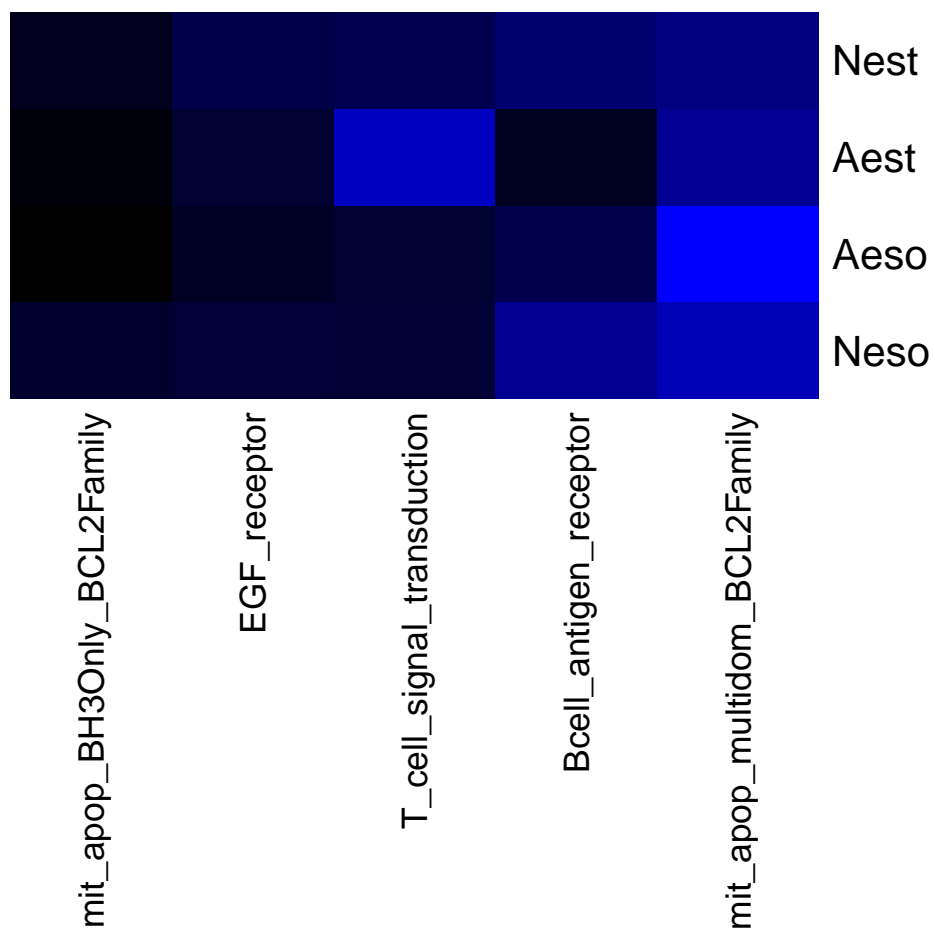 Nest
Aest
Aeso
Neso
mit_apop_BH3Only_BCL2Family
EGF_receptor
T_cell_signal_transduction
Bcell_antigen_receptor
mit_apop_multidom_BCL2Family